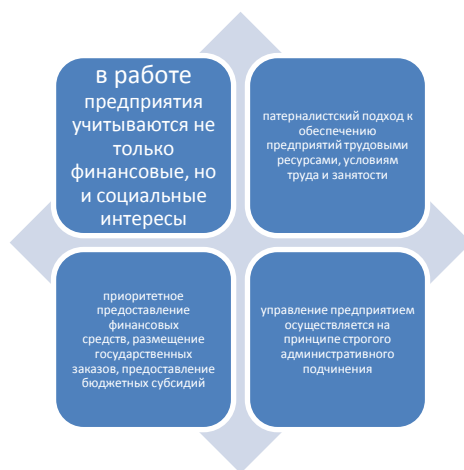 в работе
предприятия
учитываются не
только
финансовые, но
и социальные
интересы
патерналистский подход к
обеспечению
предприятий трудовыми
ресурсами, условиям
труда и занятости
приоритетное
предоставление
финансовых
средств, размещение
государственных
заказов, предоставление
бюджетных субсидий
управление предприятием
осуществляется на
принципе строгого
административного
подчинения